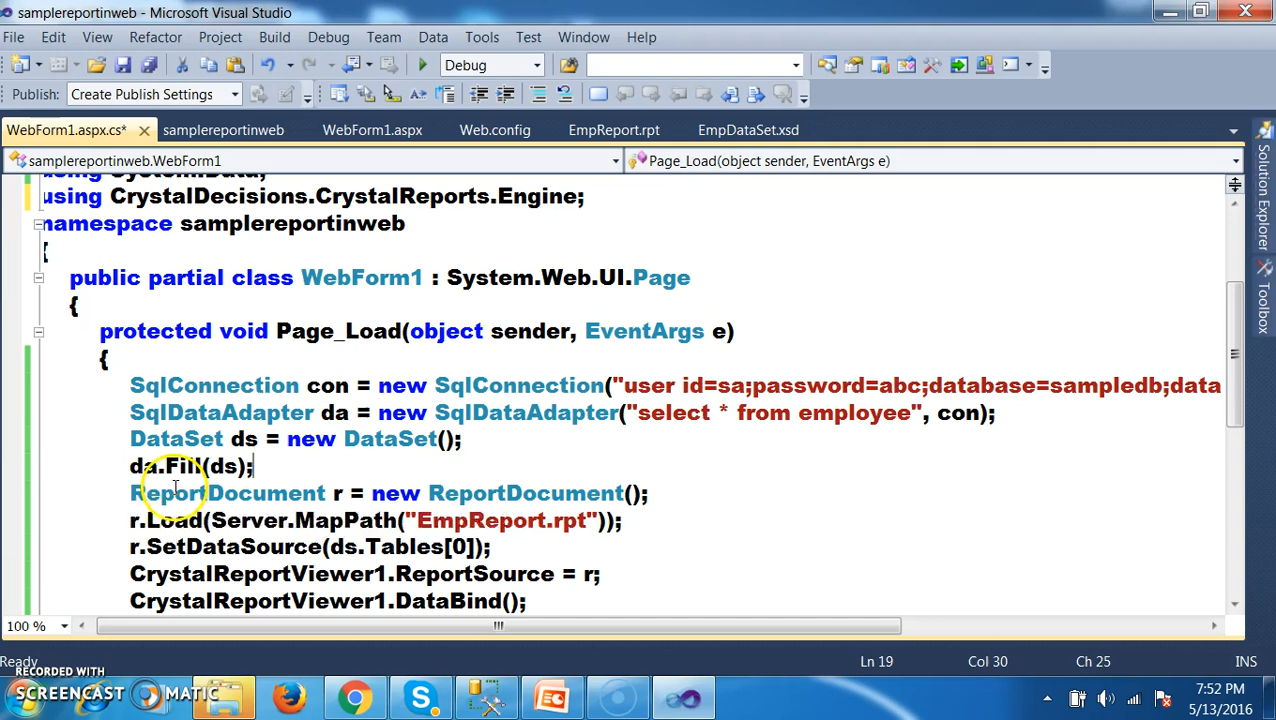 samplereportinweb - Microsoft Visual Studio
File Edit View Refactor Project Build Debug Team Data Tools Test Window Help
Debug
Publish: Create Publish Settings
WebForm1.aspx.cs* samplereportinweb WebForm1.aspx Web.config EmpReport.rpt EmpDataSet.xsd
samplereportinweb.WebForm1 Page_Load(object sender, EventArgs e)
using System.Data;
using CrystalDecisions.CrystalReports.Engine;
namespace samplereportinweb
{
public partial class WebForm1 : System.Web.UI.Page
{
protected void Page_Load(object sender, EventArgs e)
{
SqlConnection con = new SqlConnection("user id=sa;password=abc;database=sampledb;data
SqlDataAdapter da = new SqlDataAdapter("select * from employee", con);
DataSet ds = new DataSet();
da.Fill(ds);
ReportDocument r = new ReportDocument();
r.Load(Server.MapPath("EmpReport.rpt"));
r.SetDataSource(ds.Tables[0]);
CrystalReportViewer1.ReportSource = r;
CrystalReportViewer1.DataBind();
Solution Explorer
Toolbox
100 %
Ready Ln 19 Col 30 Ch 25 INS
RECORDED WITH
SCREENCAST MATIC
7:52 PM
5/13/2016